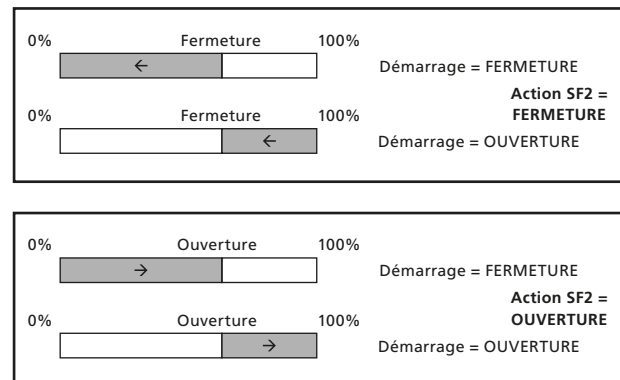 0% Fermeture 100%
←
Démarrage = FERMETURE
Action SF2 =
FERMETURE
0% Fermeture 100%
←
Démarrage = OUVERTURE
0% Ouverture 100%
→
Démarrage = FERMETURE
Action SF2 =
OUVERTURE
0% Ouverture 100%
→
Démarrage = OUVERTURE